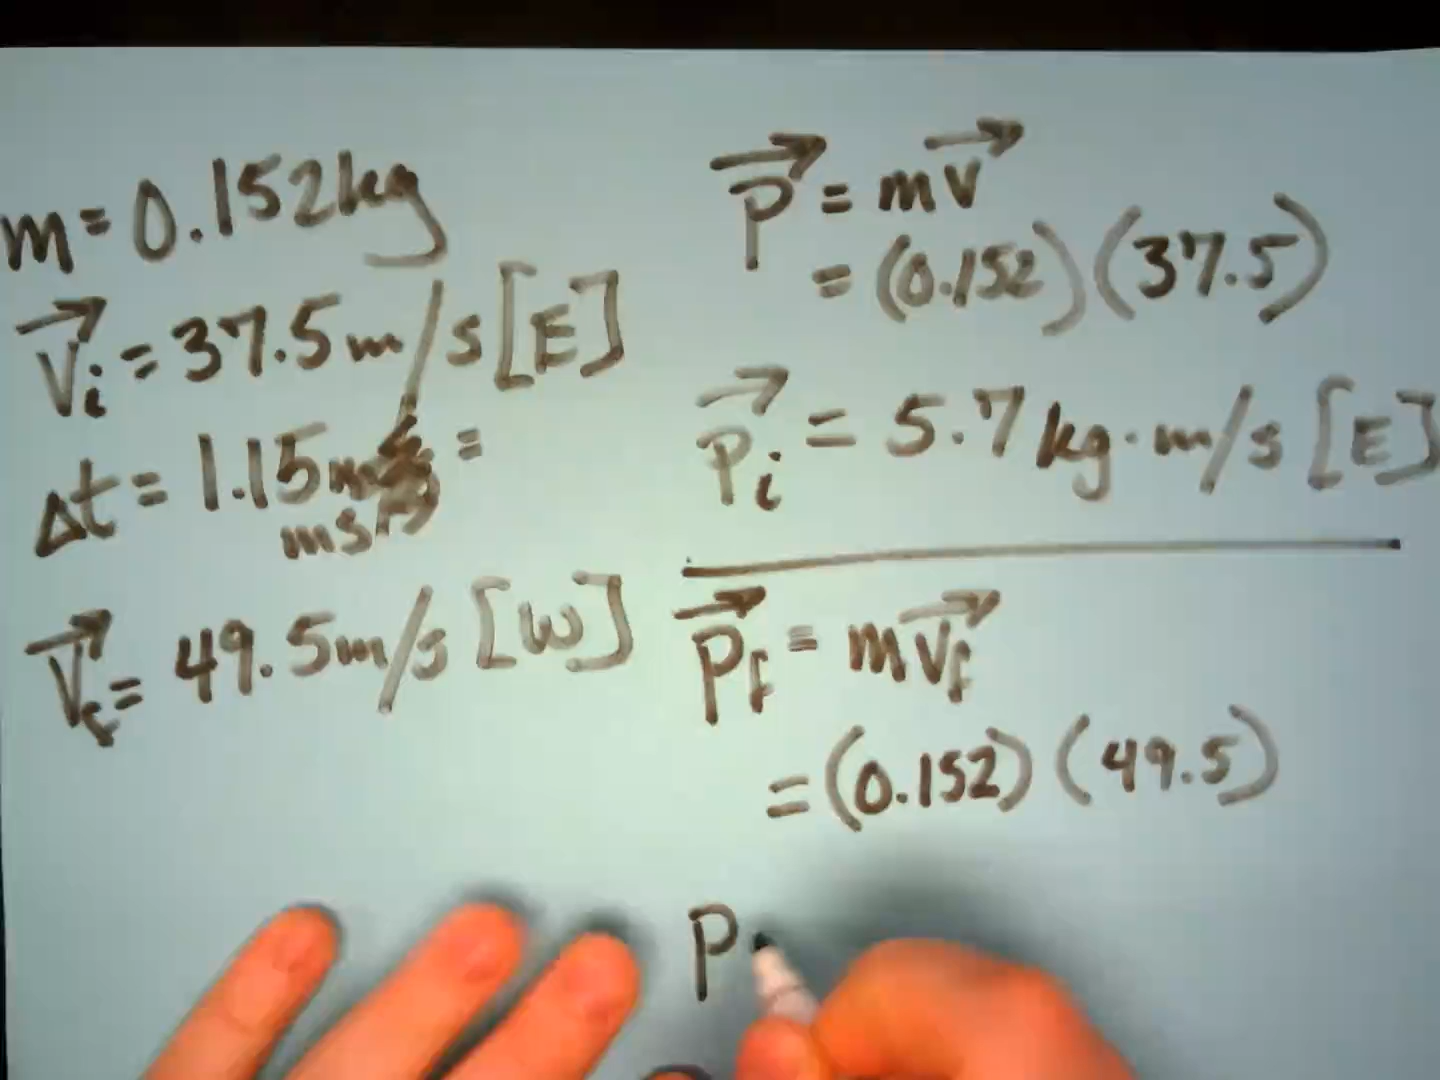 m = 0.152kg
v⃗i = 37.5m/s [E]
Δt = 1.15 =
ms
v⃗f = 49.5m/s [W]
p⃗ = mv⃗
= (0.152)(37.5)
p⃗i = 5.7 kg·m/s [E]
p⃗f = mv⃗f
= (0.152)(49.5)
P